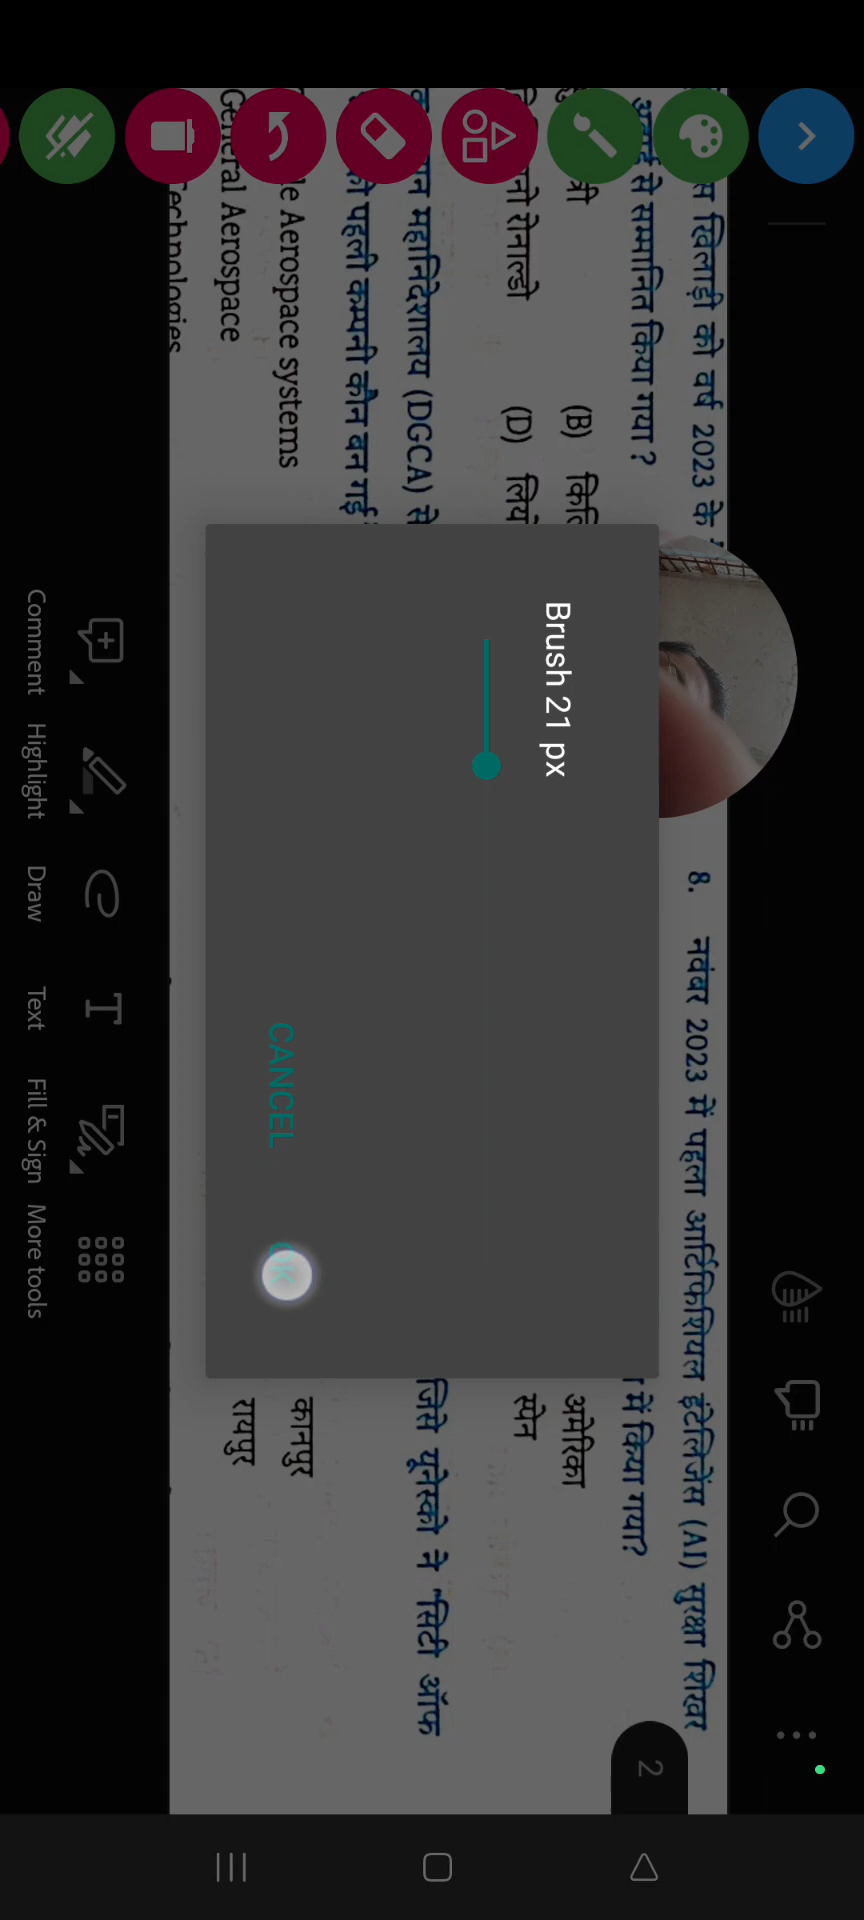 स खिलाड़ी को वर्ष 2023 के
से सम्मानित किया गया ?
(B)
रोनाल्डो
(D)
महानिदेशालय (DGCA) से
पहली कम्पनी कौन बन गई
Aerospace systems
General Aerospace
Technologies
8. नवंबर 2023 में पहला आर्टिफिशियल इंटेलिजेंस (AI) सुरक्षा शिखर
में किया गया?
अमेरिका
स्पेन
जिसे यूनेस्को ने 'सिटी ऑफ
कानपुर
रायपुर
Brush 21 px
CANCEL
OK
Comment
Highlight
Draw
Text
Fill & Sign
More tools
2